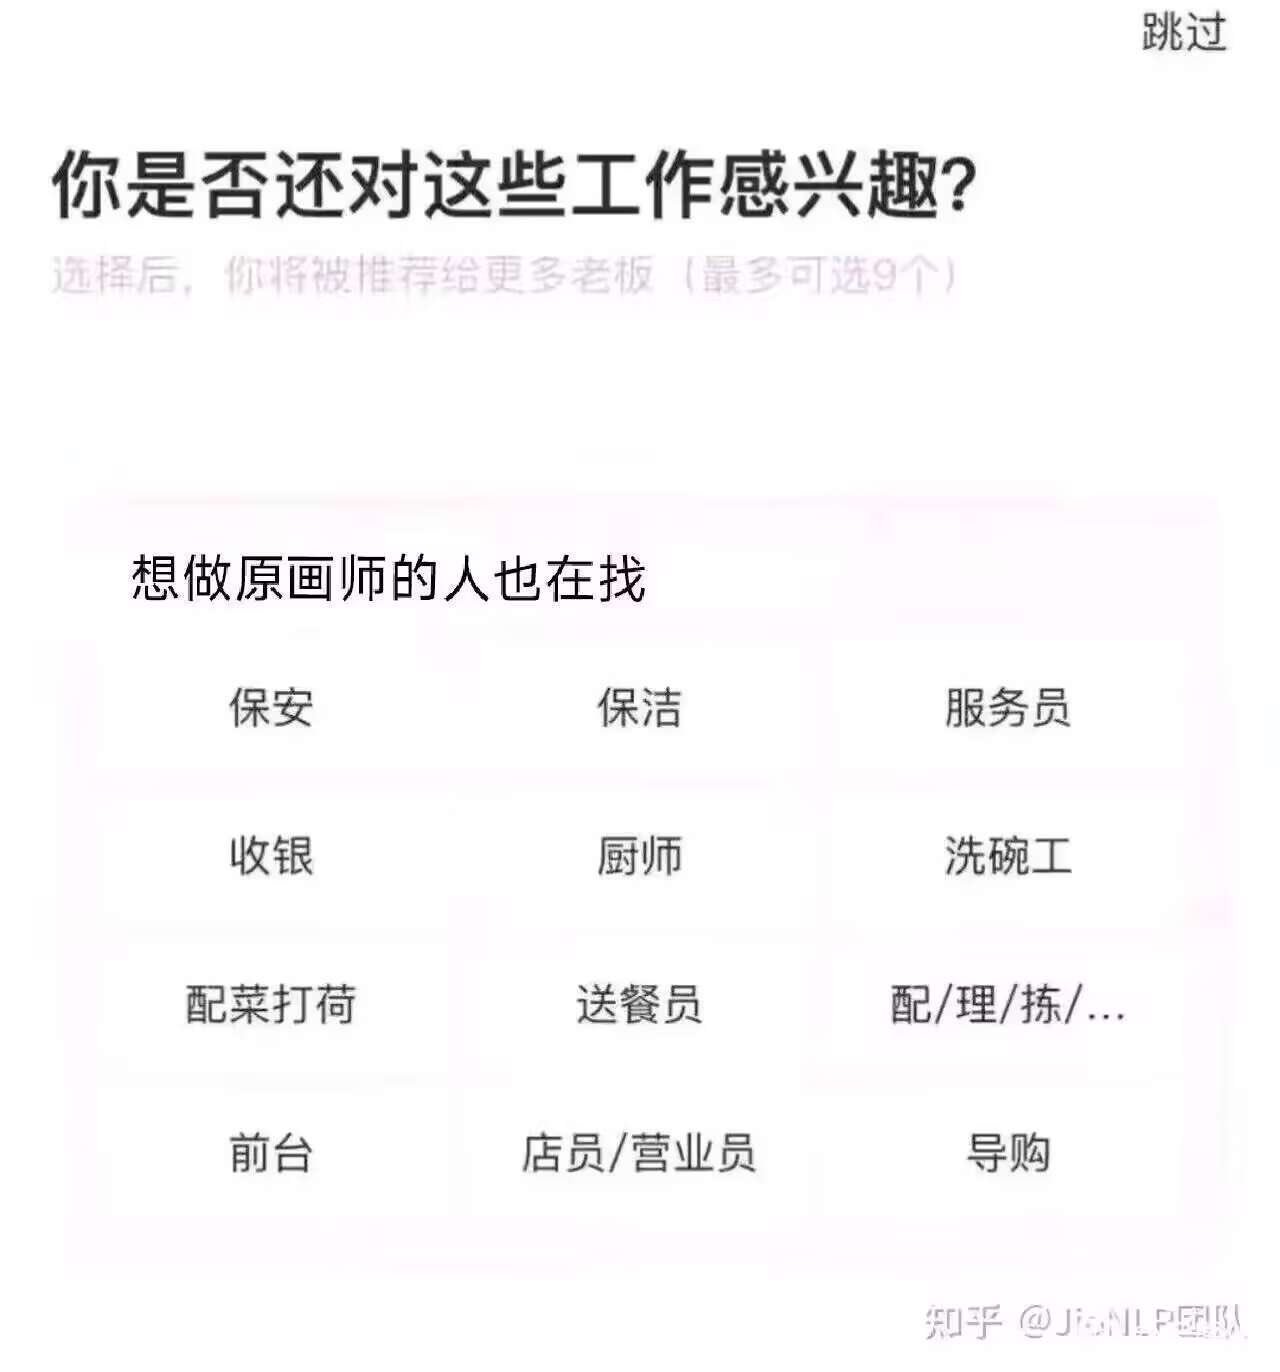 跳过
你是否还对这些工作感兴趣?
选择后，你将被推荐给更多老板（最多可选9个）
想做原画师的人也在找
保安 保洁 服务员
收银 厨师 洗碗工
配菜打荷 送餐员 配/理/拣/...
前台 店员/营业员 导购
知乎 @JioNLP团队